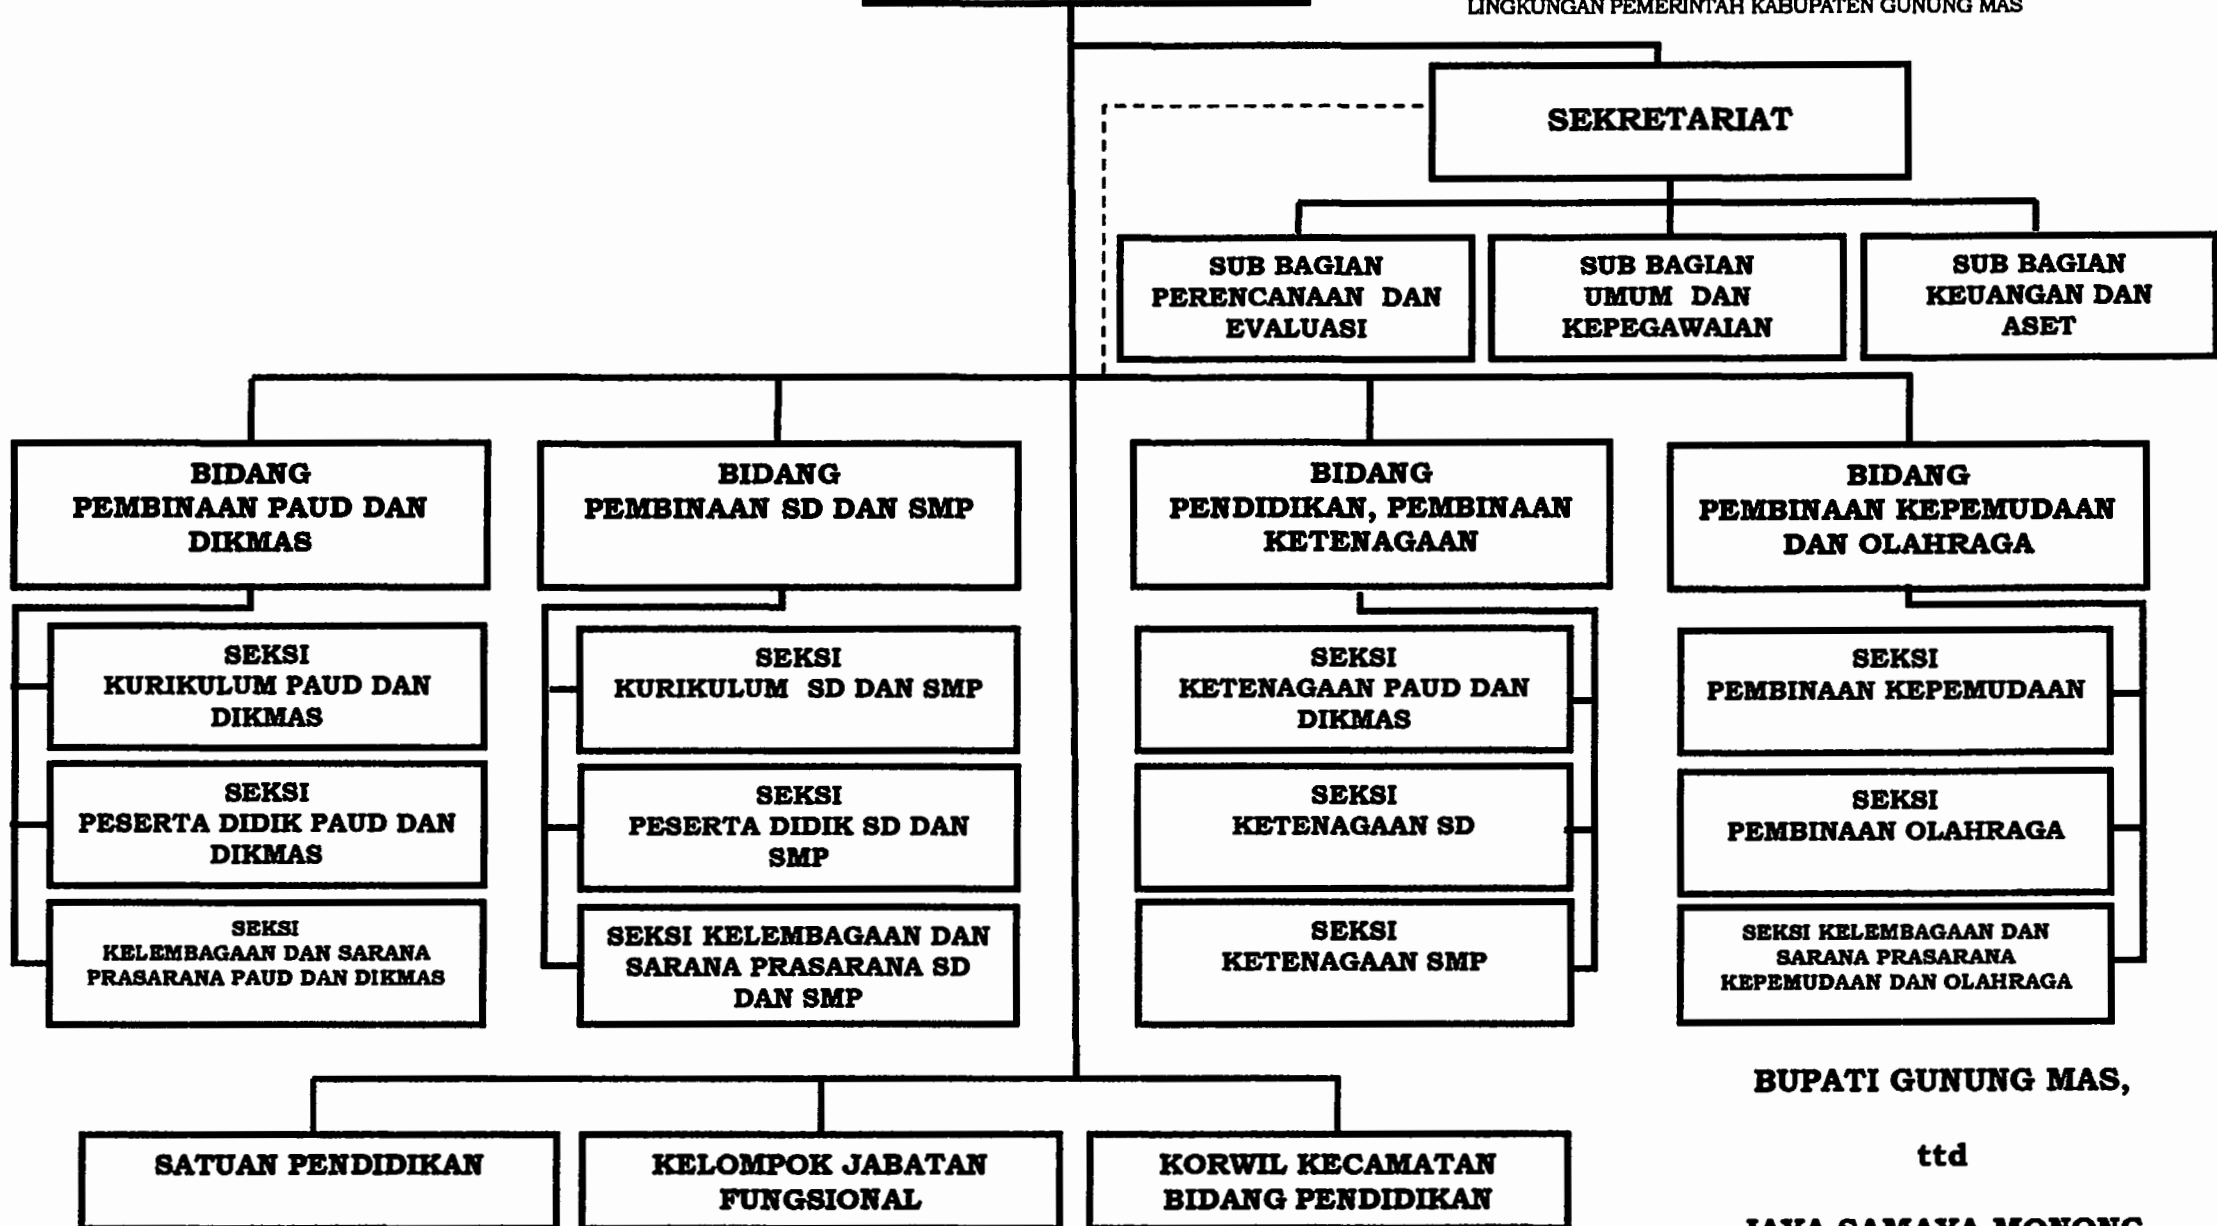 LINGKUNGAN PEMERINTAH KABUPATEN GUNUNG MAS
SEKRETARIAT
SUB BAGIAN
PERENCANAAN DAN
EVALUASI
SUB BAGIAN
UMUM DAN
KEPEGAWAIAN
SUB BAGIAN
KEUANGAN DAN
ASET
BIDANG
PEMBINAAN PAUD DAN
DIKMAS
BIDANG
PEMBINAAN SD DAN SMP
BIDANG
PENDIDIKAN, PEMBINAAN
KETENAGAAN
BIDANG
PEMBINAAN KEPEMUDAAN
DAN OLAHRAGA
SEKSI
KURIKULUM PAUD DAN
DIKMAS
SEKSI
KURIKULUM SD DAN SMP
SEKSI
KETENAGAAN PAUD DAN
DIKMAS
SEKSI
PEMBINAAN KEPEMUDAAN
SEKSI
PESERTA DIDIK PAUD DAN
DIKMAS
SEKSI
PESERTA DIDIK SD DAN
SMP
SEKSI
KETENAGAAN SD
SEKSI
PEMBINAAN OLAHRAGA
SEKSI
KELEMBAGAAN DAN SARANA
PRASARANA PAUD DAN DIKMAS
SEKSI KELEMBAGAAN DAN
SARANA PRASARANA SD
DAN SMP
SEKSI
KETENAGAAN SMP
SEKSI KELEMBAGAAN DAN
SARANA PRASARANA
KEPEMUDAAN DAN OLAHRAGA
SATUAN PENDIDIKAN
KELOMPOK JABATAN
FUNGSIONAL
KORWIL KECAMATAN
BIDANG PENDIDIKAN
BUPATI GUNUNG MAS,
ttd
JAYA SAMAYA MONONG